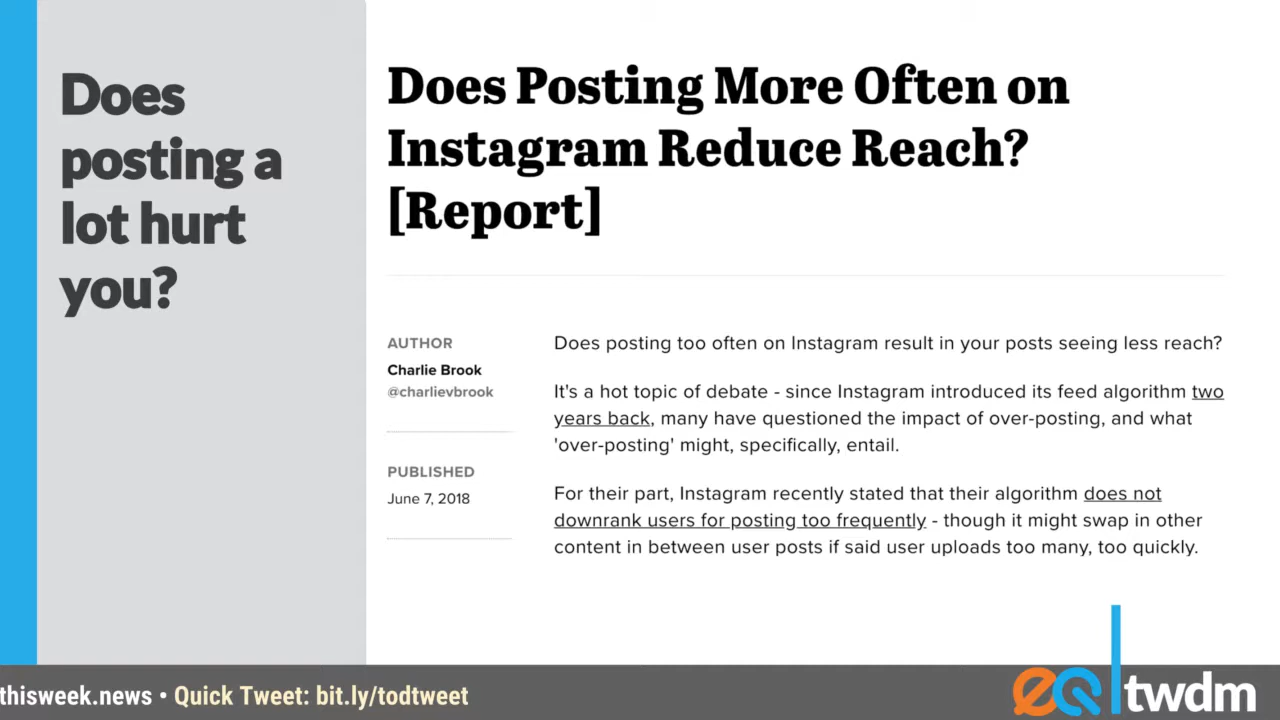 Does
posting a
lot hurt
you?
Does Posting More Often on
Instagram Reduce Reach?
[Report]
AUTHOR
Charlie Brook
@charlievbrook
PUBLISHED
June 7, 2018
Does posting too often on Instagram result in your posts seeing less reach?
It's a hot topic of debate - since Instagram introduced its feed algorithm two
years back, many have questioned the impact of over-posting, and what
'over-posting' might, specifically, entail.
For their part, Instagram recently stated that their algorithm does not
downrank users for posting too frequently - though it might swap in other
content in between user posts if said user uploads too many, too quickly.
thisweek.news • Quick Tweet: bit.ly/todtweet
eq twdm